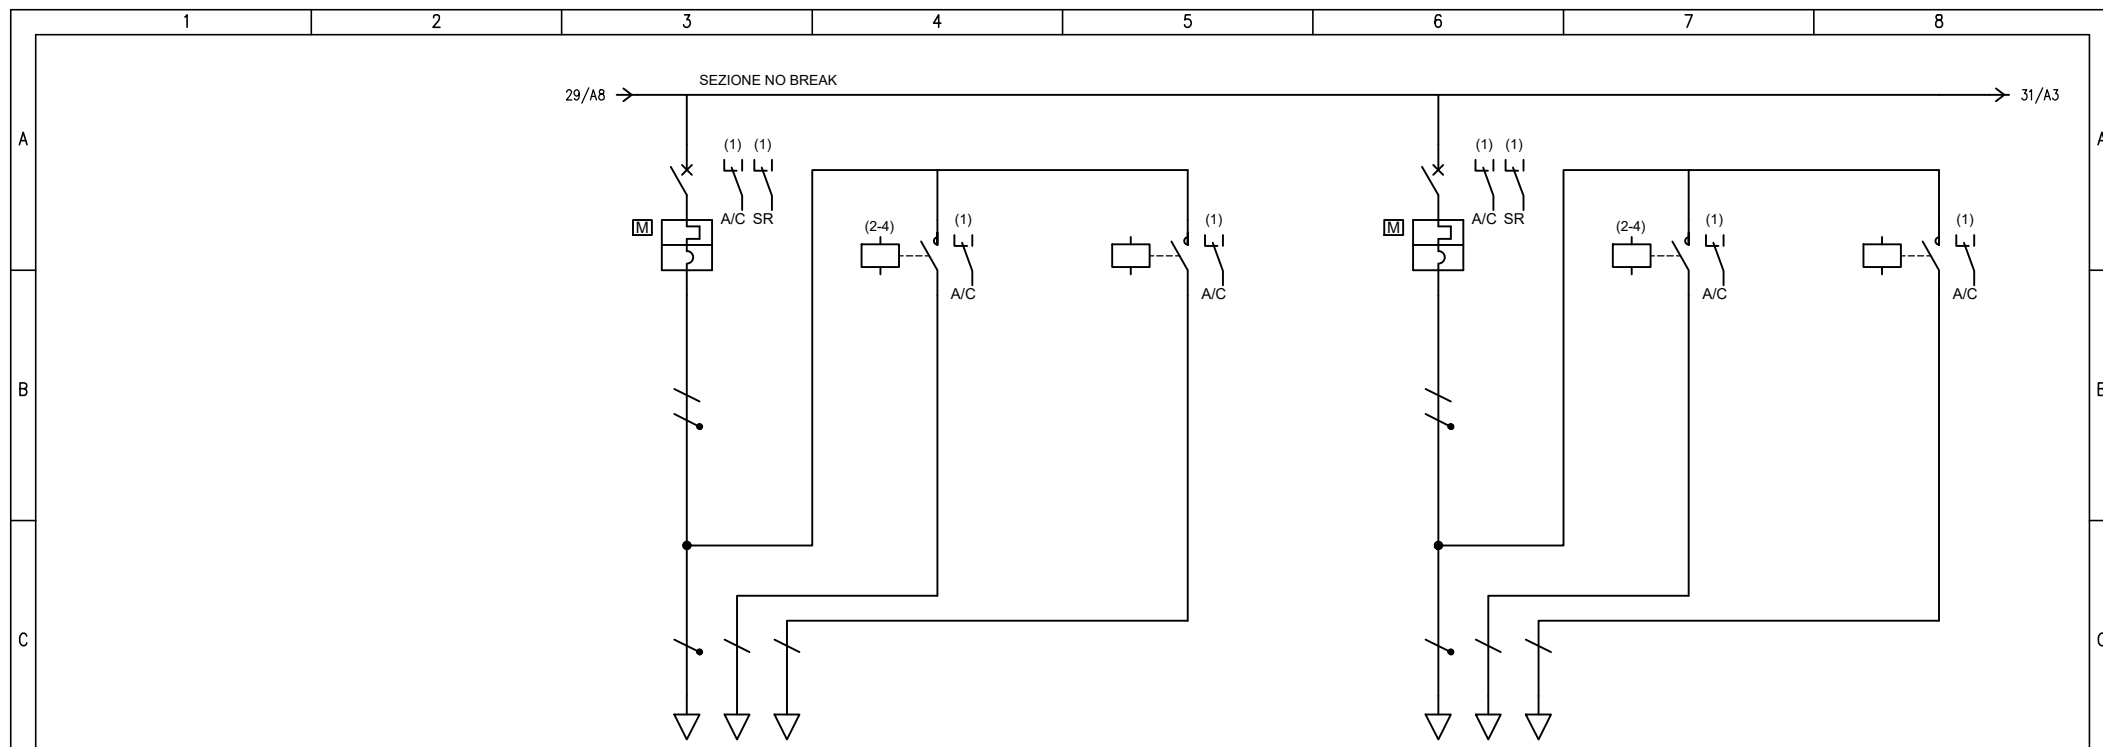 1 2 3 4 5 6 7 8
SEZIONE NO BREAK
29/A8 31/A3
A A
(1) (1) (1) (1)
A/C SR A/C SR
M (2-4) (1) (1) M (2-4) (1) (1)
A/C A/C A/C A/C
B B
C C